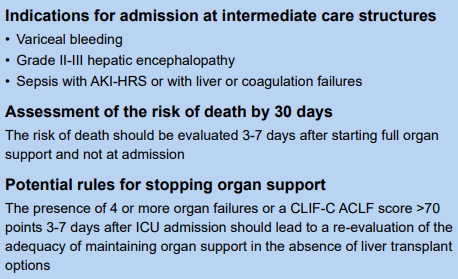 Indications for admission at intermediate care structures
• Variceal bleeding
• Grade II-III hepatic encephalopathy
• Sepsis with AKI-HRS or with liver or coagulation failures
Assessment of the risk of death by 30 days
The risk of death should be evaluated 3-7 days after starting full organ
support and not at admission
Potential rules for stopping organ support
The presence of 4 or more organ failures or a CLIF-C ACLF score >70
points 3-7 days after ICU admission should lead to a re-evaluation of the
adequacy of maintaining organ support in the absence of liver transplant
options